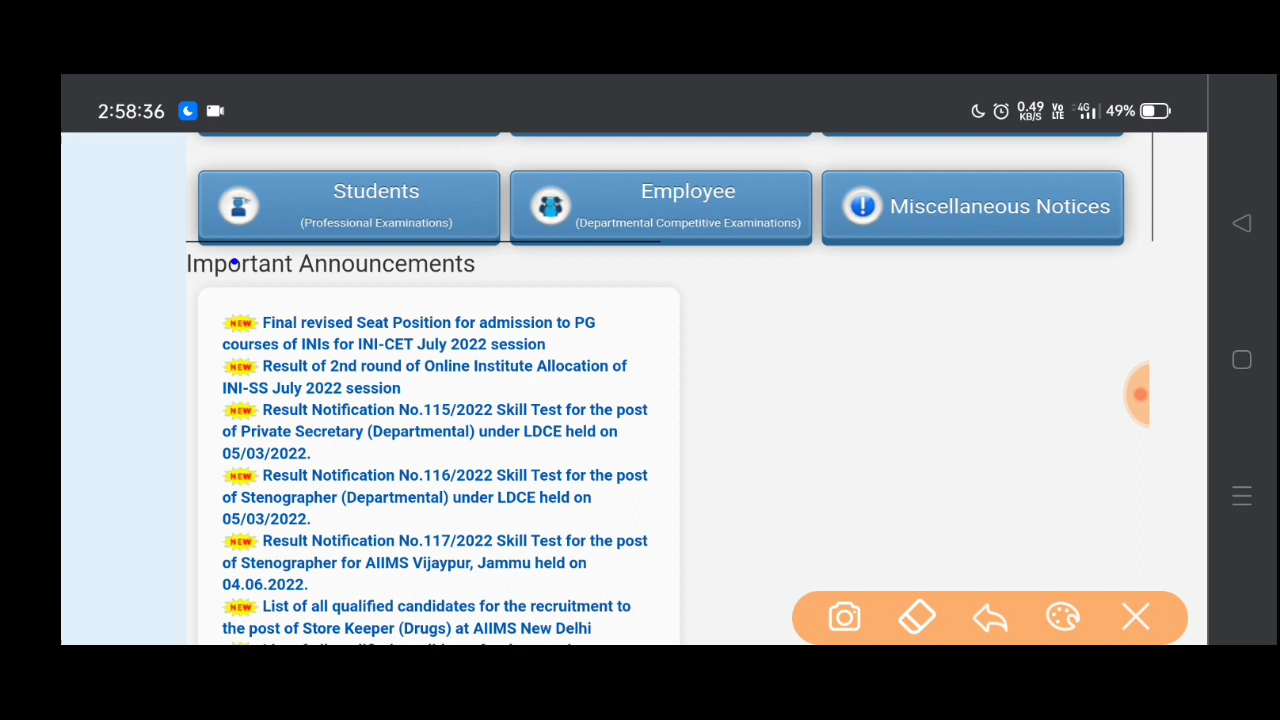 2:58:36 0.49 KB/S Vo LTE 4G 49%
Students
(Professional Examinations)
Employee
(Departmental Competitive Examinations)
Miscellaneous Notices
Important Announcements
NEW Final revised Seat Position for admission to PG
courses of INIs for INI-CET July 2022 session
NEW Result of 2nd round of Online Institute Allocation of
INI-SS July 2022 session
NEW Result Notification No.115/2022 Skill Test for the post
of Private Secretary (Departmental) under LDCE held on
05/03/2022.
NEW Result Notification No.116/2022 Skill Test for the post
of Stenographer (Departmental) under LDCE held on
05/03/2022.
NEW Result Notification No.117/2022 Skill Test for the post
of Stenographer for AIIMS Vijaypur, Jammu held on
04.06.2022.
NEW List of all qualified candidates for the recruitment to
the post of Store Keeper (Drugs) at AIIMS New Delhi